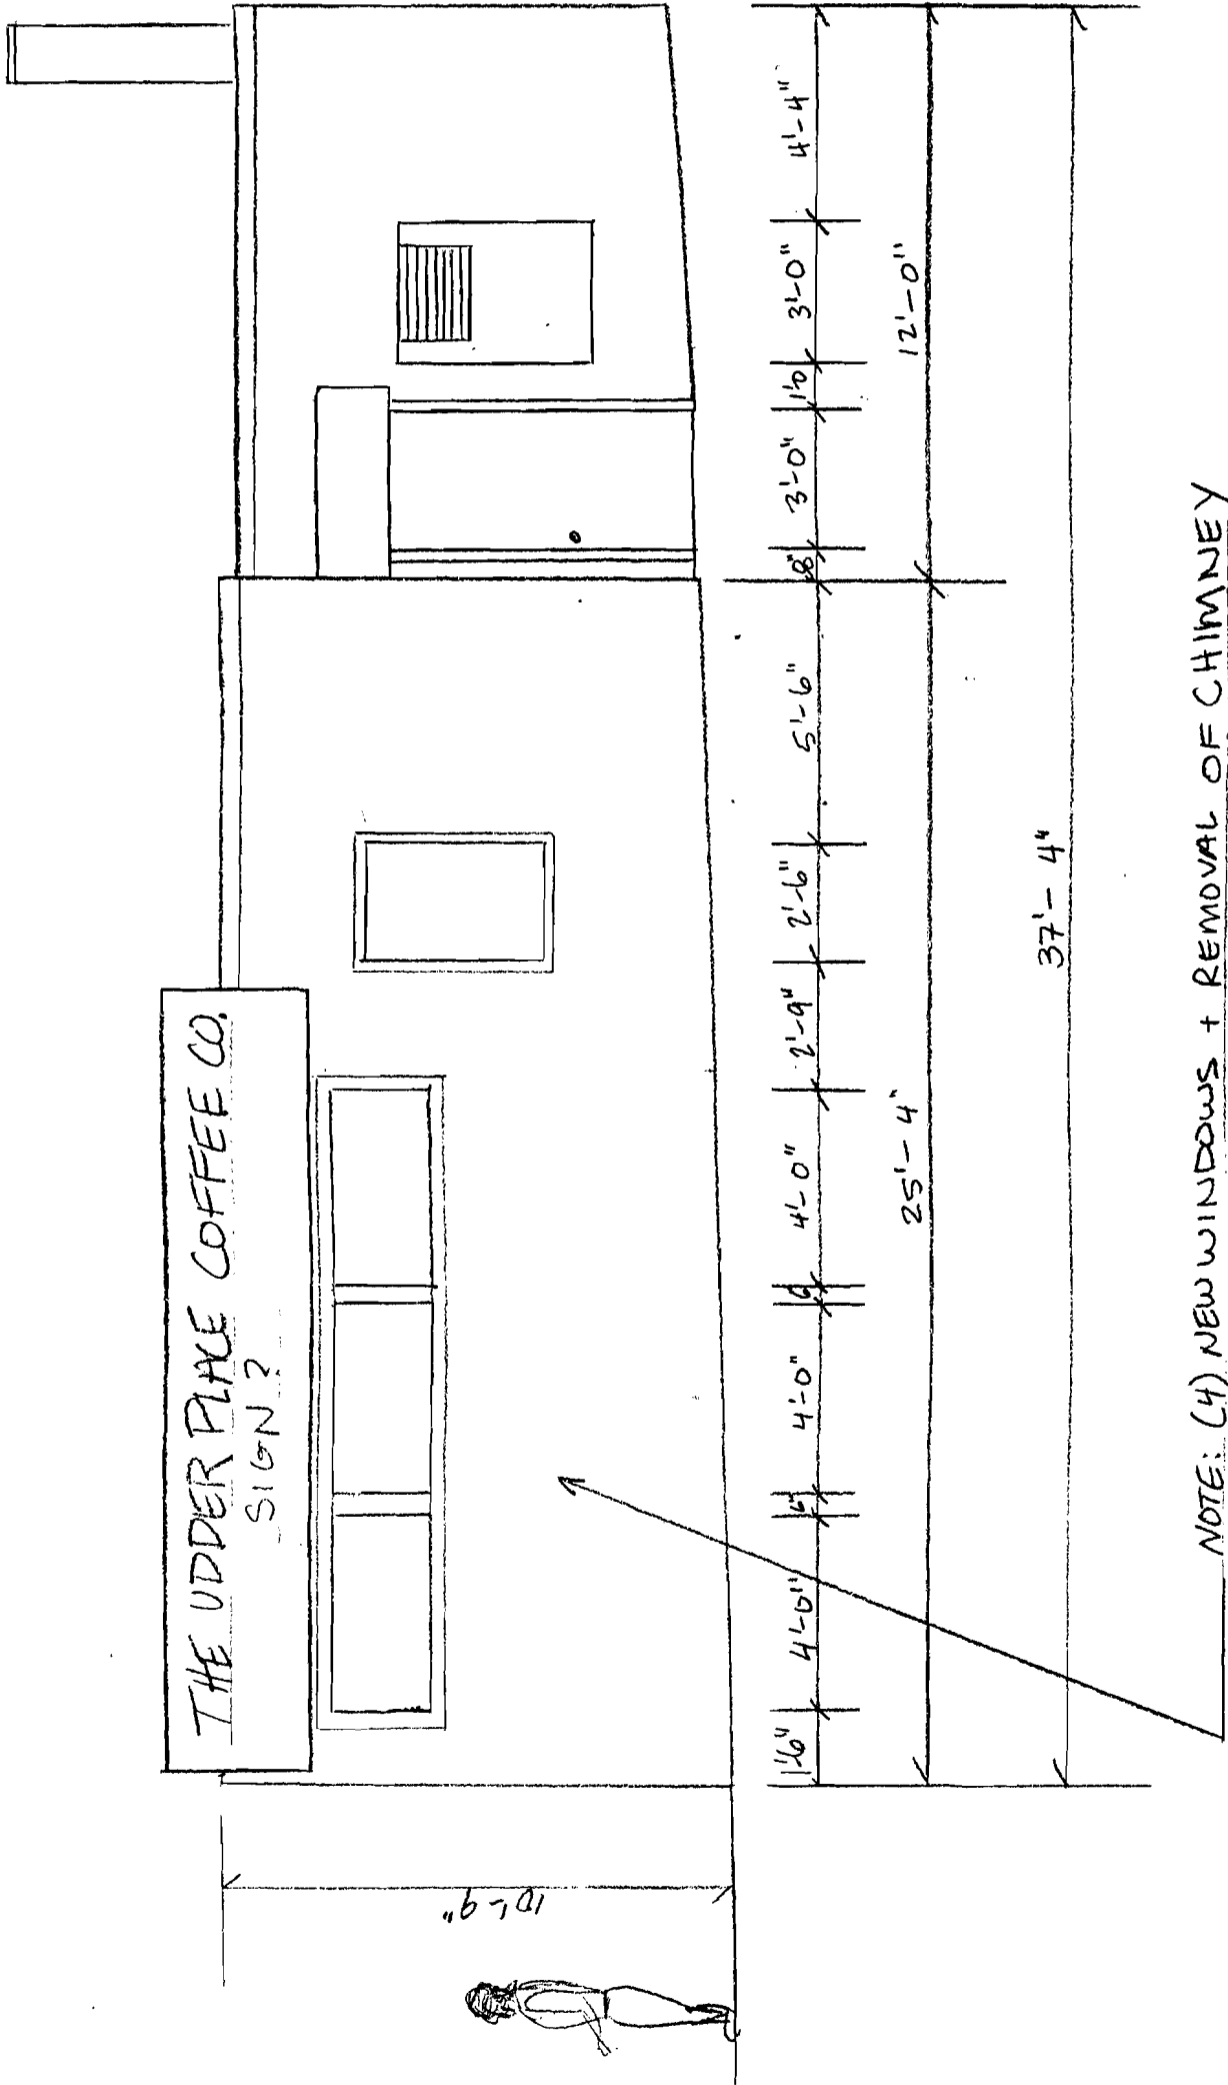 THE UDDER PLACE COFFEE CO.
SIGN?
10'-9"
1'6" 4'-0" 6" 4'-0" 6" 4'-0" 2'-9" 2'-6" 5'-6" 8" 3'-0" 1'-0 3'-0" 4'-4"
25'-4" 12'-0"
37'-4"
NOTE: (4) NEW WINDOWS + REMOVAL OF CHIMNEY